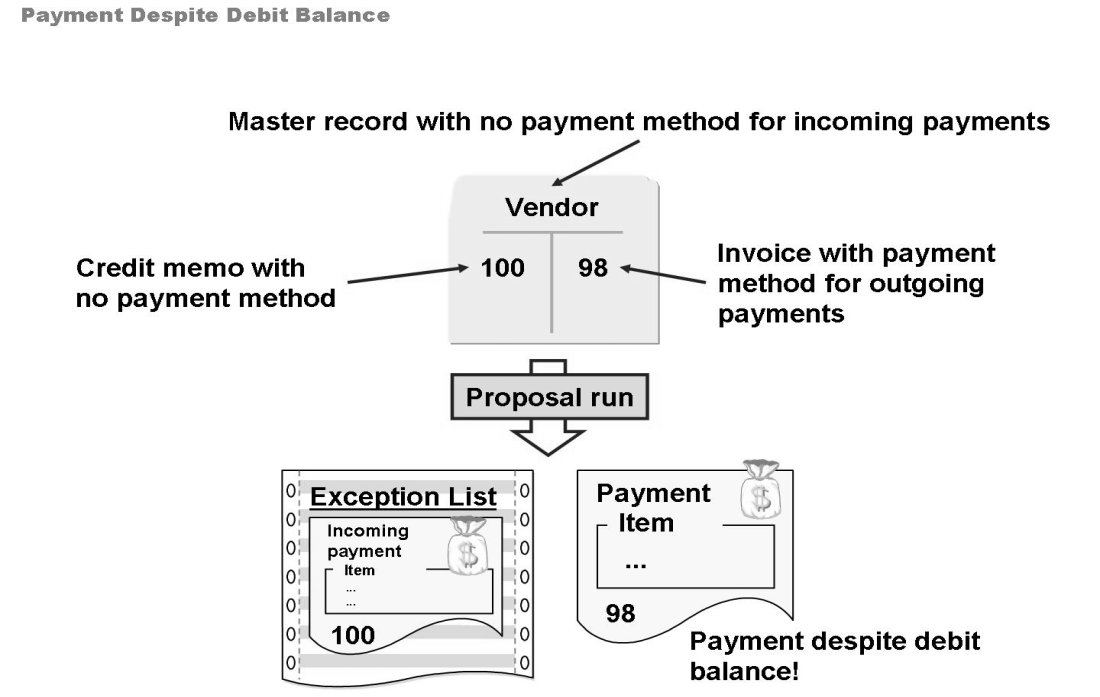 Payment Despite Debit Balance
Master record with no payment method for incoming payments
Vendor
Credit memo with
no payment method
100
98
Invoice with payment
method for outgoing
payments
Proposal run
Exception List
Incoming
payment
Item
...
...
100
$
Payment
Item
...
98
$
Payment despite debit
balance!